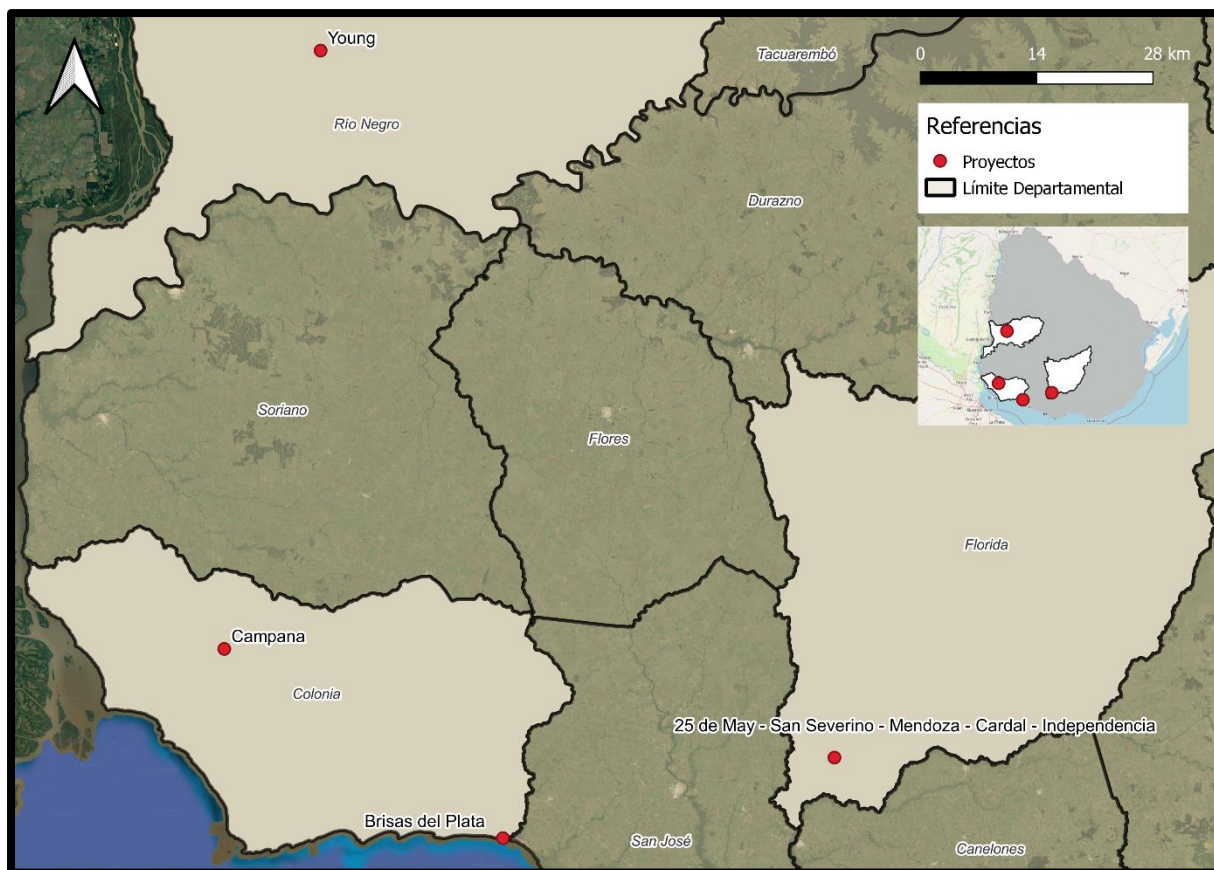 Young
Tacuarembó
0 14 28 km
Río Negro
Referencias
Proyectos
Límite Departamental
Durazno
Soriano
Flores
Florida
Campana
Colonia
25 de May - San Severino - Mendoza - Cardal - Independencia
Brisas del Plata
San José
Canelones